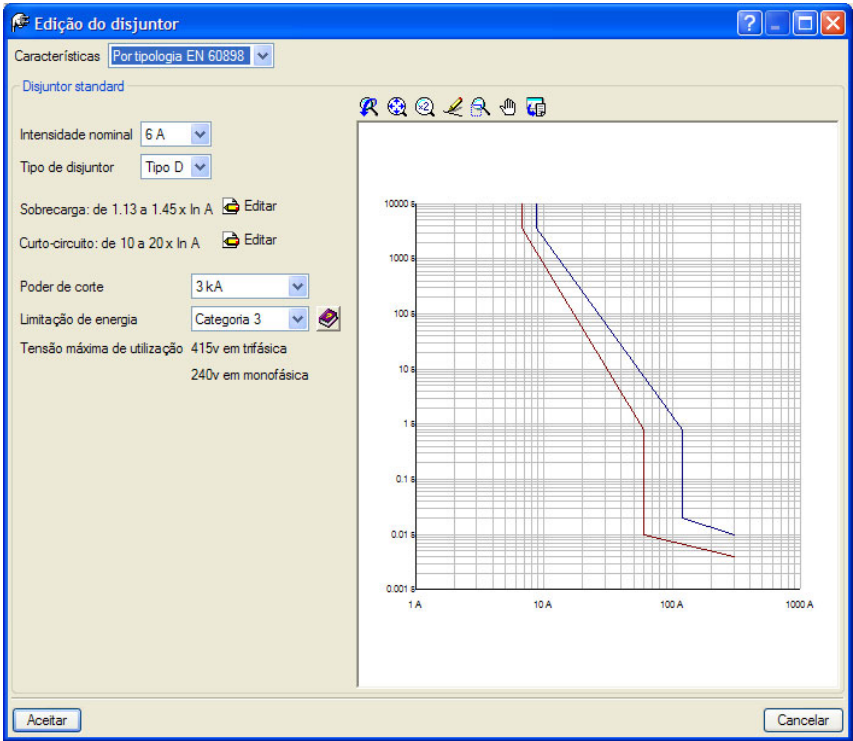 Edição do disjuntor
Características Por tipologia EN 60898
Disjuntor standard
Intensidade nominal 6 A
Tipo de disjuntor Tipo D
Sobrecarga: de 1.13 a 1.45 x In A Editar
Curto-circuito: de 10 a 20 x In A Editar
Poder de corte 3 kA
Limitação de energia Categoria 3
Tensão máxima de utilização 415v em trifásica
240v em monofásica
x2
10000 s
1000 s
100 s
10 s
1 s
0.1 s
0.01 s
0.001 s
1 A 10 A 100 A 1000 A
Aceitar Cancelar